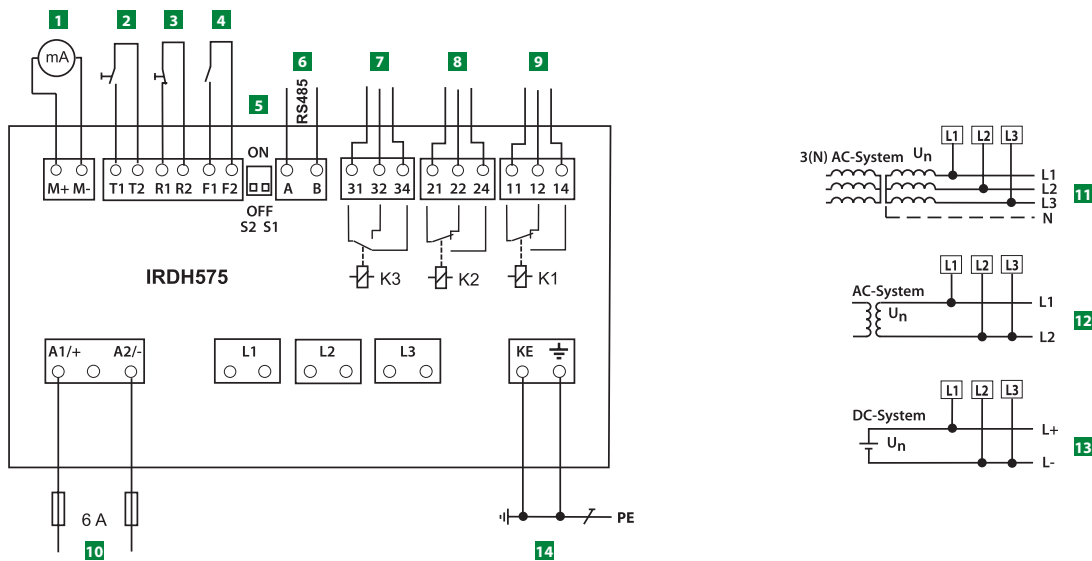 1 2 3 4
mA
6 7 8 9
RS485
5
ON
M+ M- T1 T2 R1 R2 F1 F2 A B 31 32 34 21 22 24 11 12 14
OFF
S2 S1
IRDH575
K3 K2 K1
A1/+ A2/- L1 L2 L3 KE
6 A
PE
10 14
L1 L2 L3
3(N) AC-System Un
L1
L2
L3
N
11
L1 L2 L3
AC-System
Un
L1
L2
12
L1 L2 L3
DC-System
Un
L+
L-
13